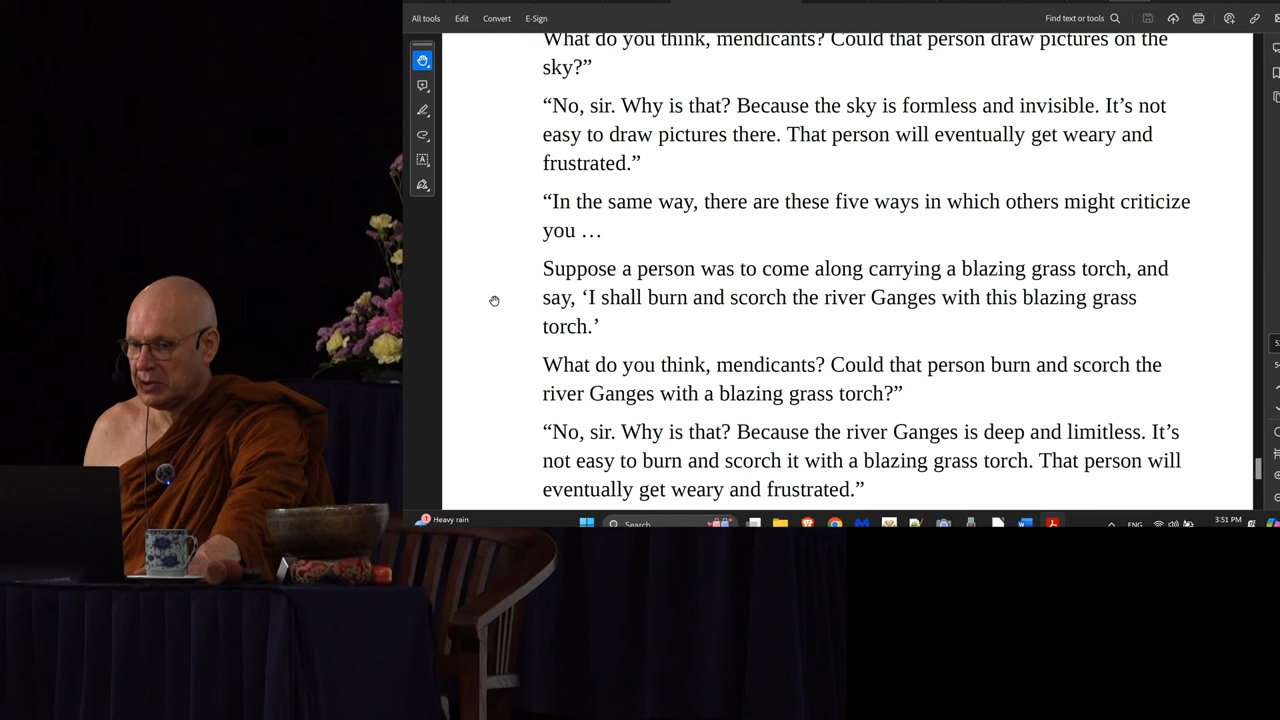 All tools Edit Convert E-Sign Find text or tools
What do you think, mendicants? Could that person draw pictures on the
sky?”
“No, sir. Why is that? Because the sky is formless and invisible. It’s not
easy to draw pictures there. That person will eventually get weary and
frustrated.”
“In the same way, there are these five ways in which others might criticize
you …
Suppose a person was to come along carrying a blazing grass torch, and
say, ‘I shall burn and scorch the river Ganges with this blazing grass
torch.’
What do you think, mendicants? Could that person burn and scorch the
river Ganges with a blazing grass torch?”
“No, sir. Why is that? Because the river Ganges is deep and limitless. It’s
not easy to burn and scorch it with a blazing grass torch. That person will
eventually get weary and frustrated.”
1 Heavy rain Search ENG 3:51 PM